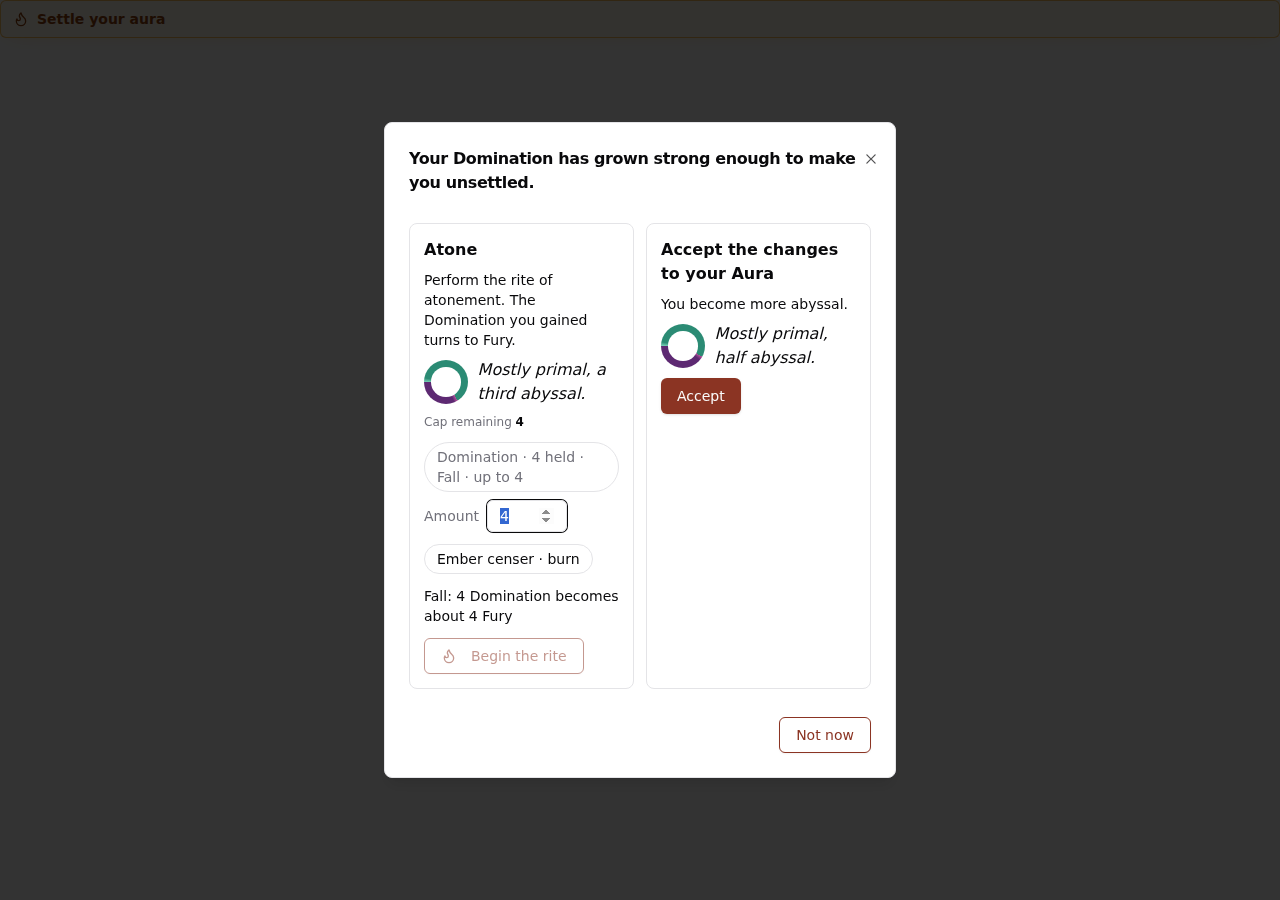 Settle your aura
Your Domination has grown strong enough to make
you unsettled.
Atone
Perform the rite of
atonement. The
Domination you gained
turns to Fury.
Mostly primal, a
third abyssal.
Cap remaining 4
Domination · 4 held ·
Fall · up to 4
Amount 4
Ember censer · burn
Fall: 4 Domination becomes
about 4 Fury
Begin the rite
Accept the changes
to your Aura
You become more abyssal.
Mostly primal,
half abyssal.
Accept
Not now